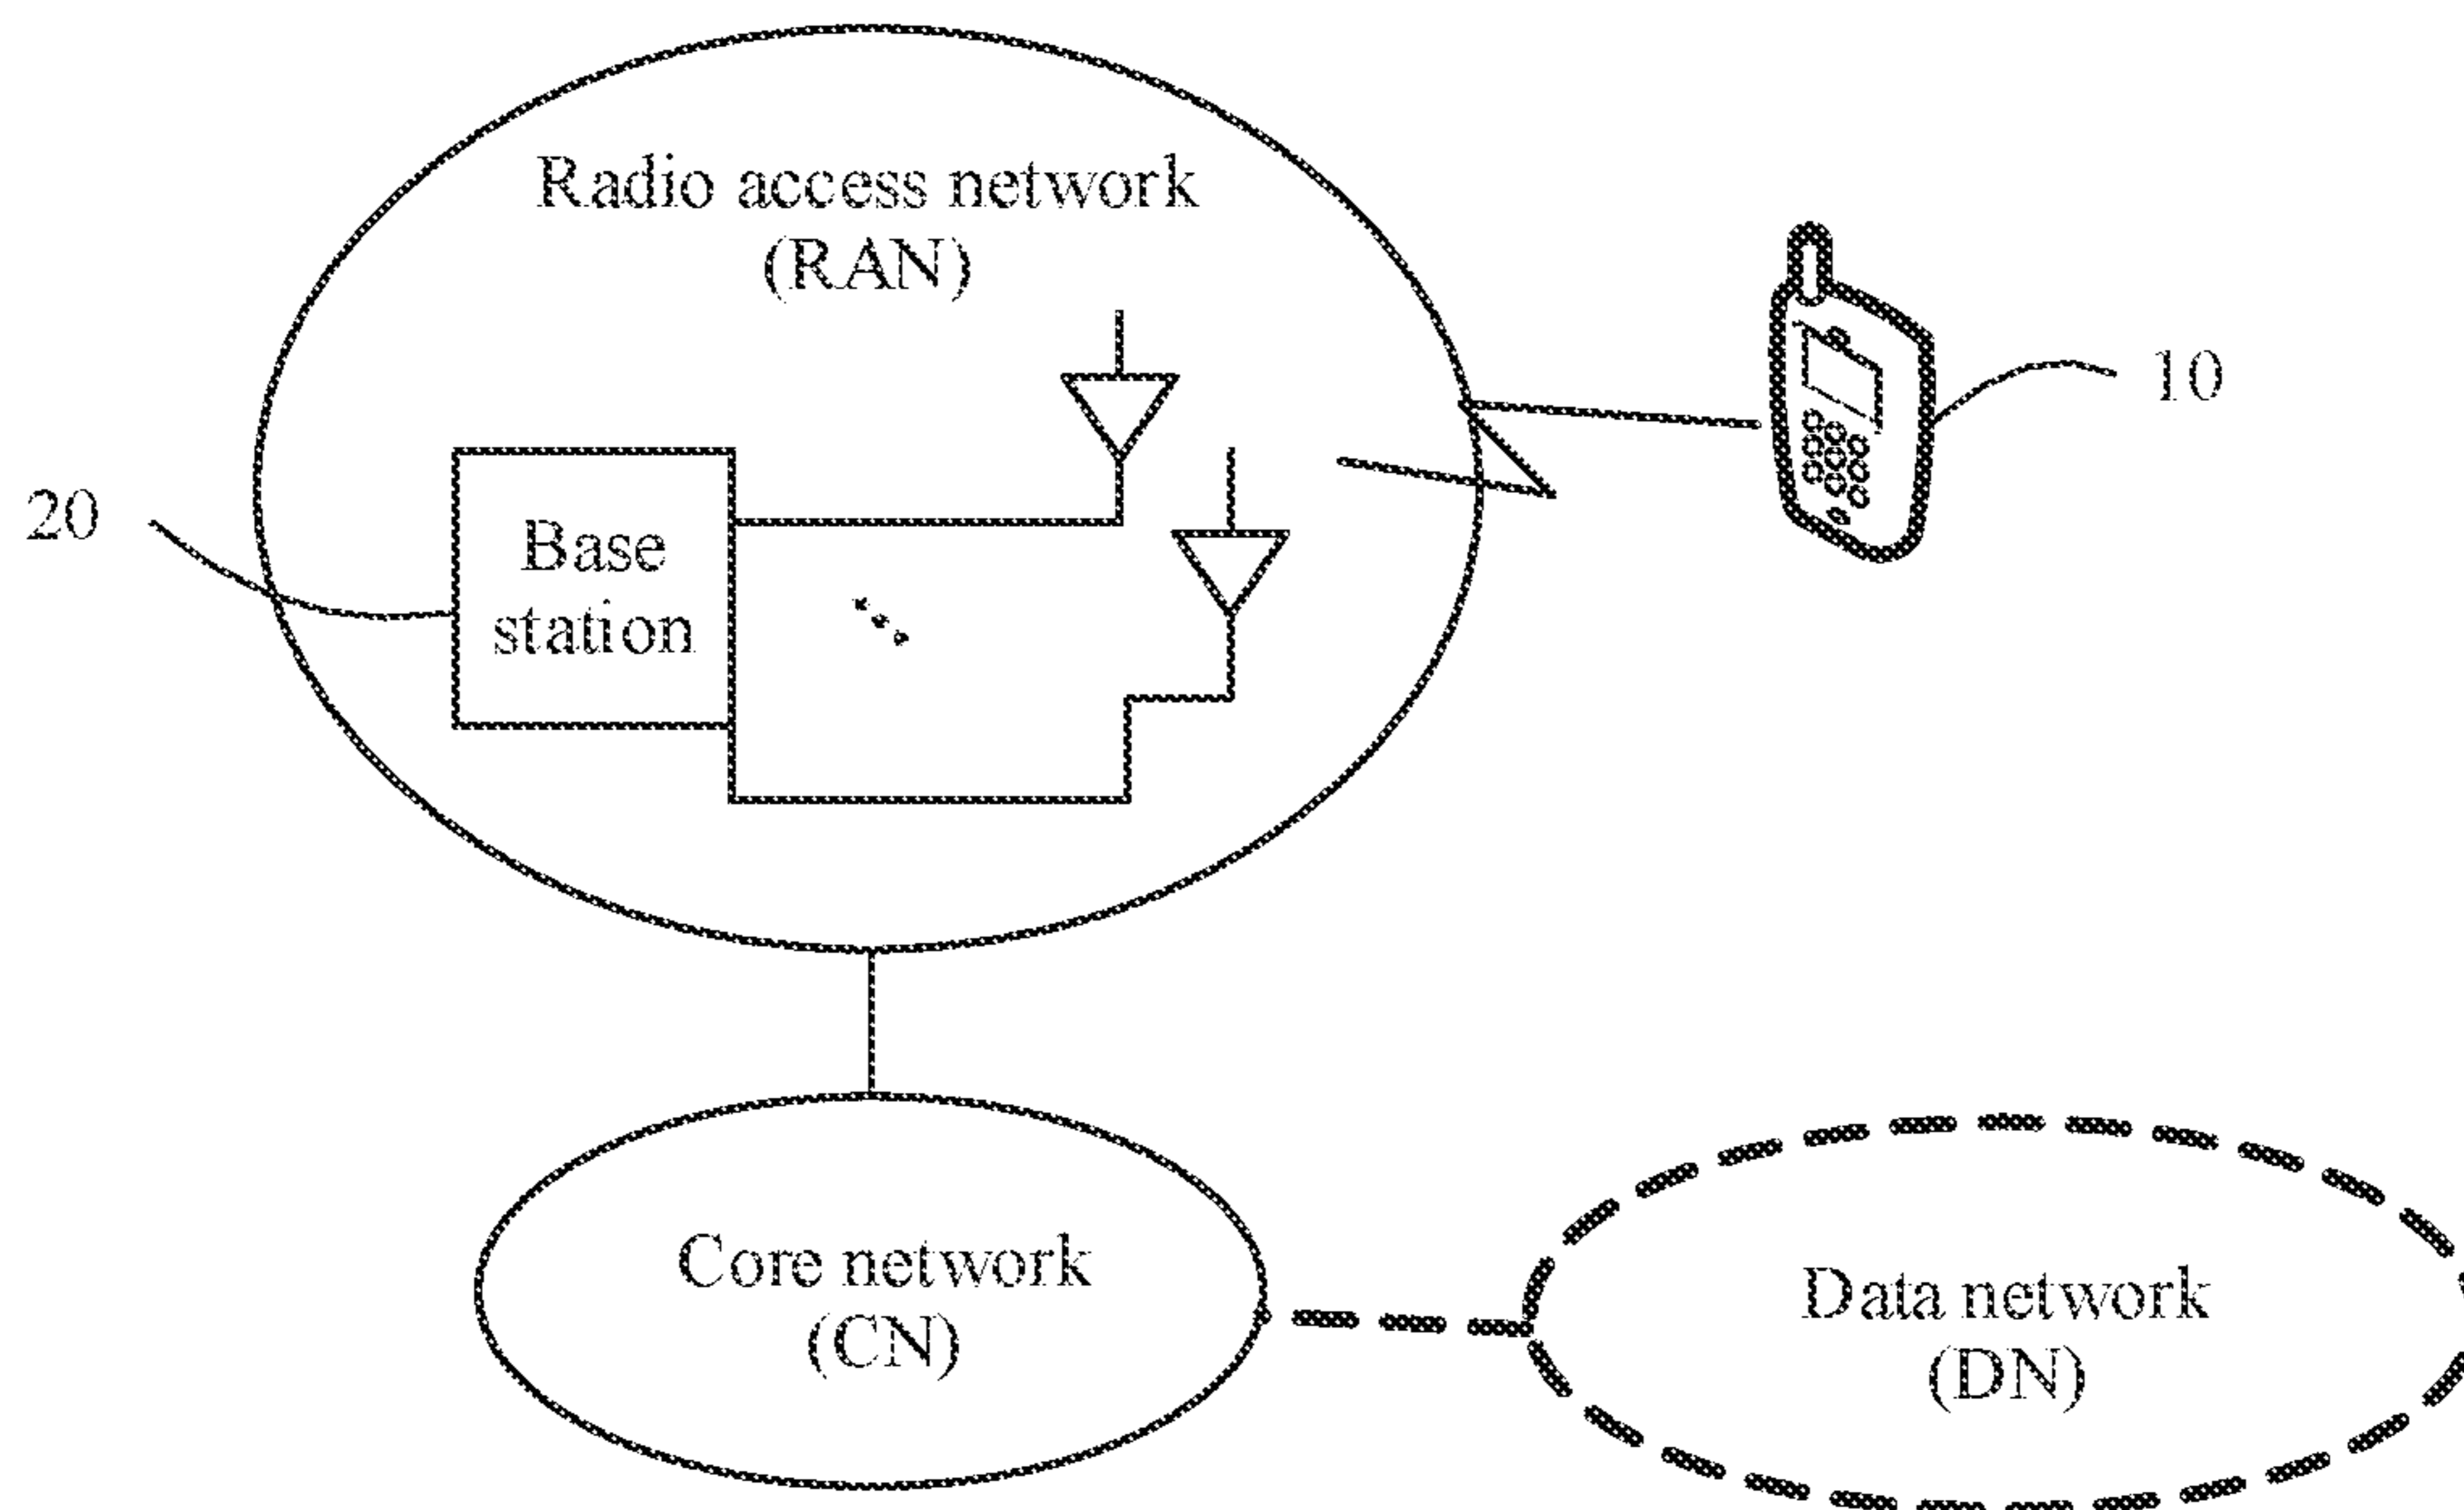 Radio access network
(RAN)
10
20
Base
station
Core network
(CN)
Data network
(DN)